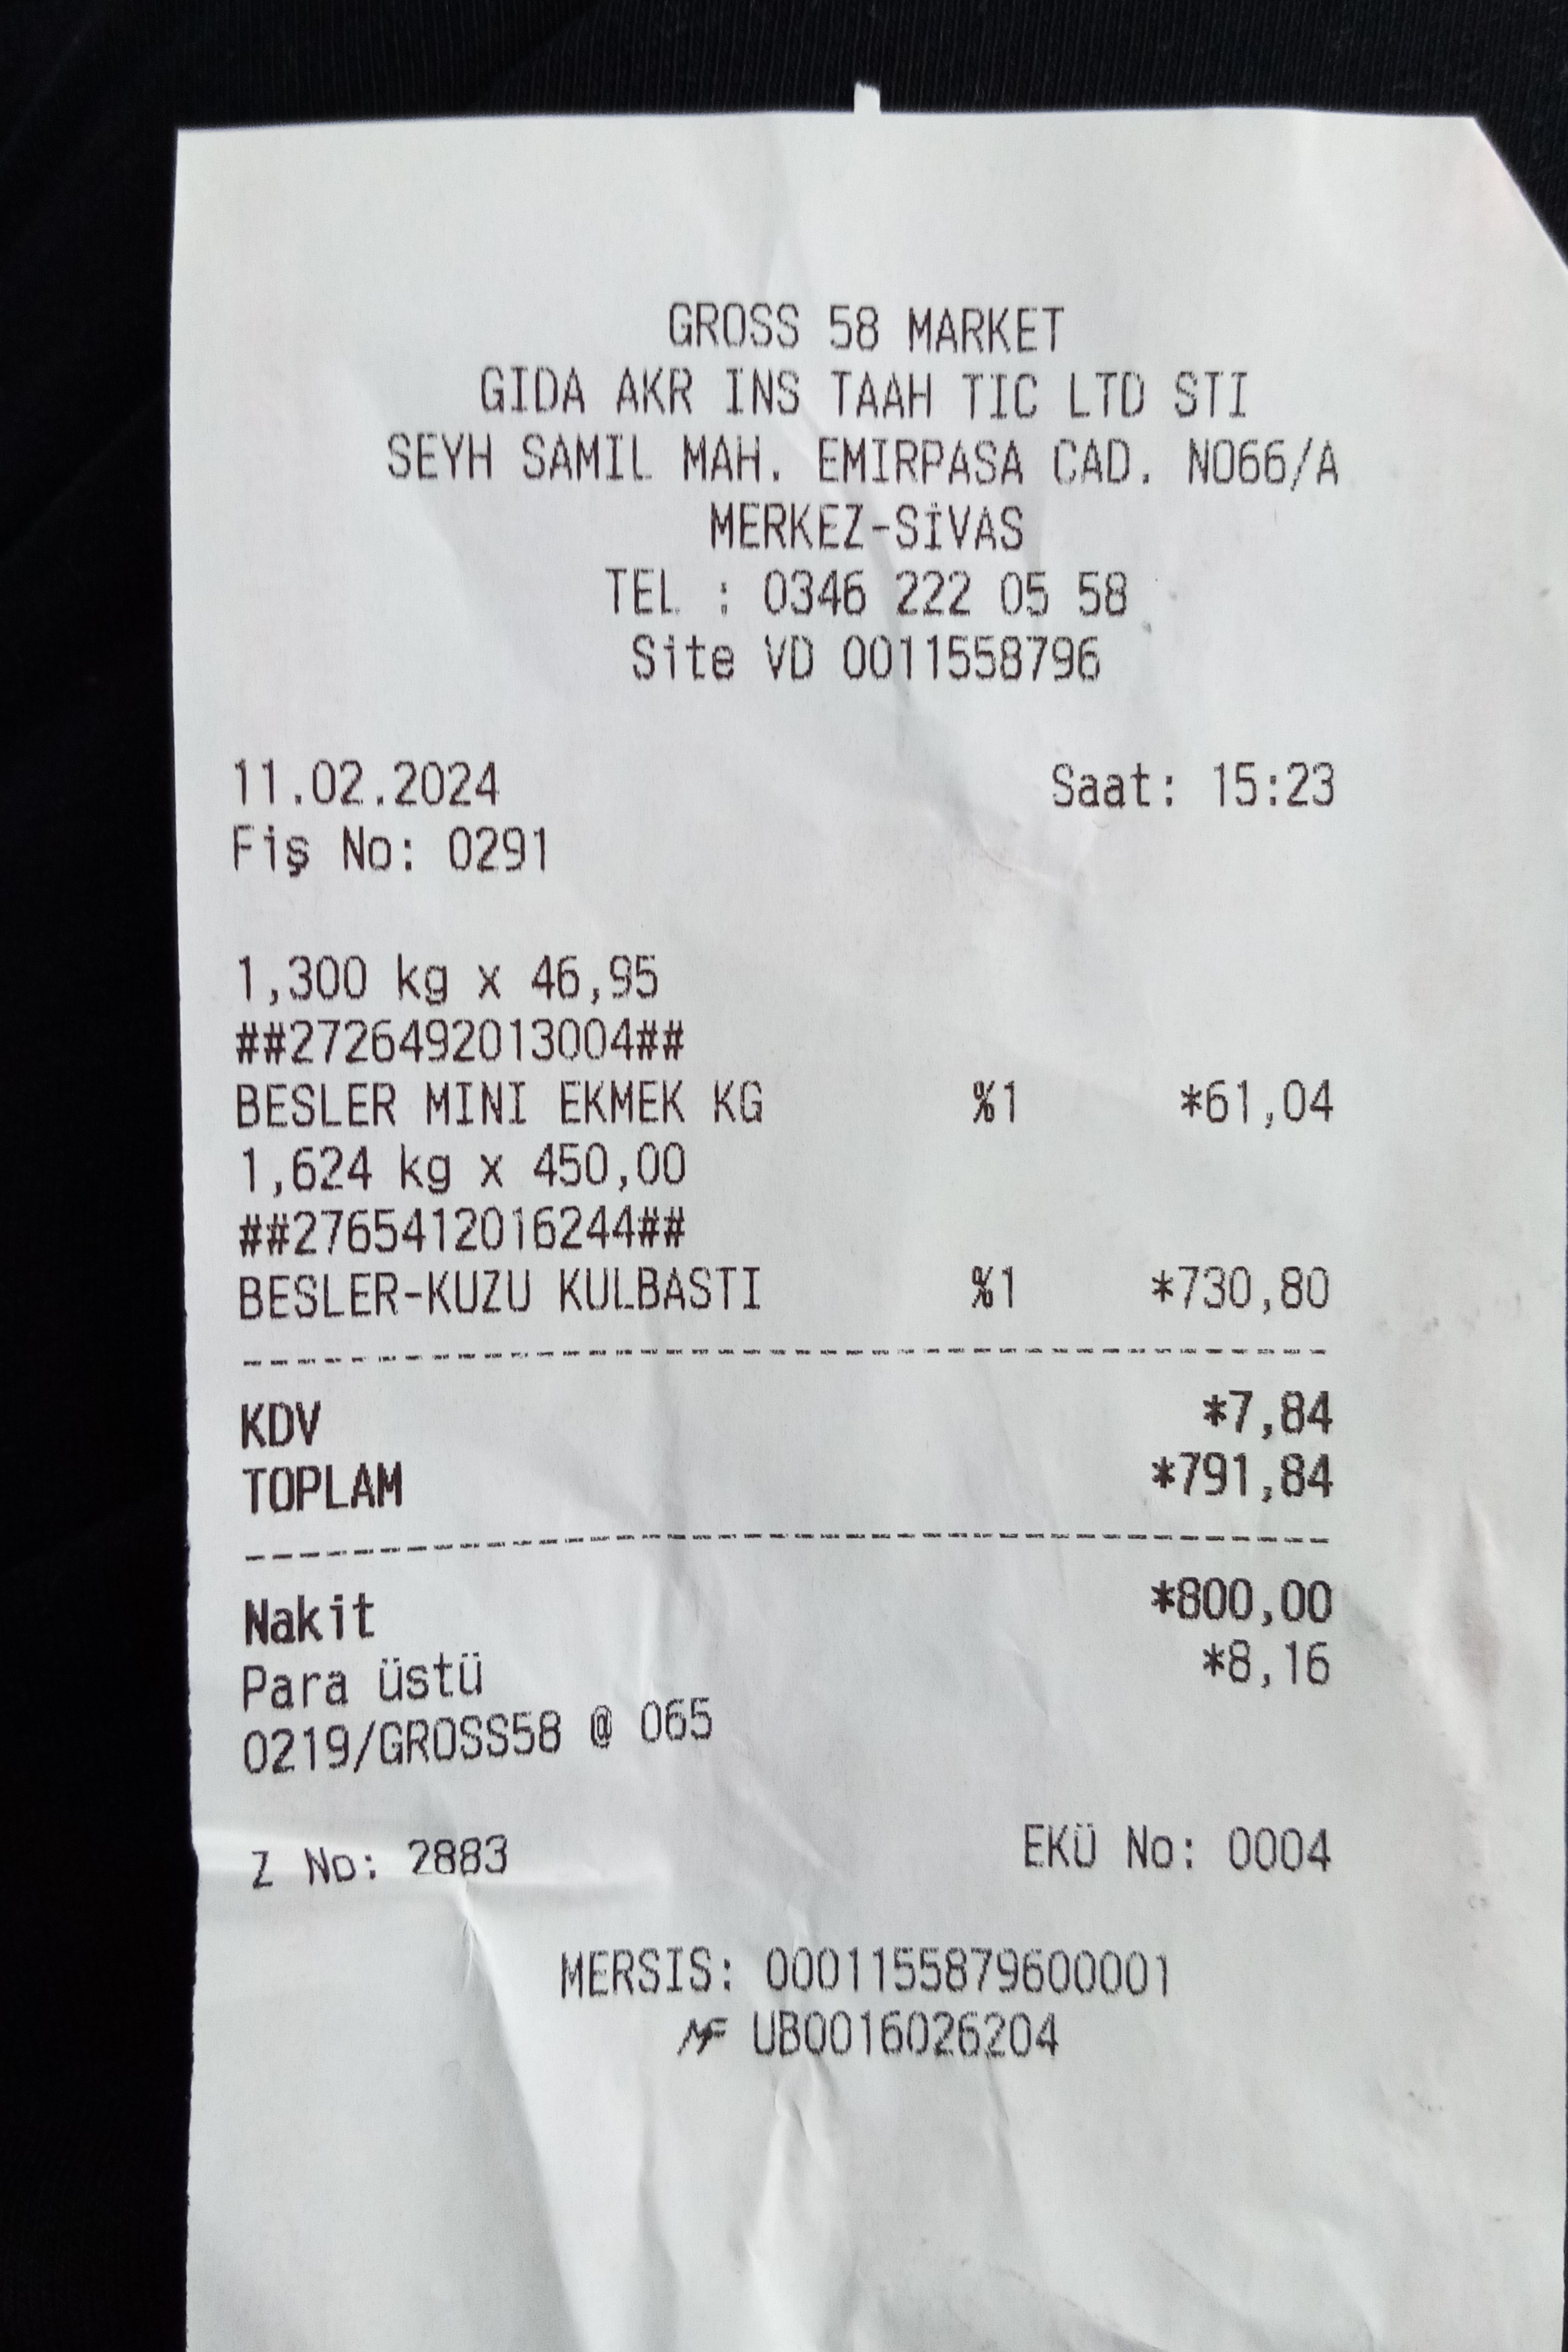 GROSS 58 MARKET
GIDA AKR INS TAAH TIC LTD STI
SEYH SAMIL MAH. EMIRPASA CAD. NO66/A
MERKEZ-SİVAS
TEL : 0346 222 05 58
Site VD 0011558796
11.02.2024 Saat: 15:23
Fiş No: 0291
1,300 kg x 46,95
##2726492013004##
BESLER MINI EKMEK KG %1 *61,04
1,624 kg x 450,00
##2765412016244##
BESLER-KUZU KULBASTI %1 *730,80
KDV *7,84
TOPLAM *791,84
Nakit *800,00
Para üstü *8,16
0219/GROSS58 @ 065
Z No: 2883 EKÜ No: 0004
MERSIS: 0001155879600001
MF UB0016026204